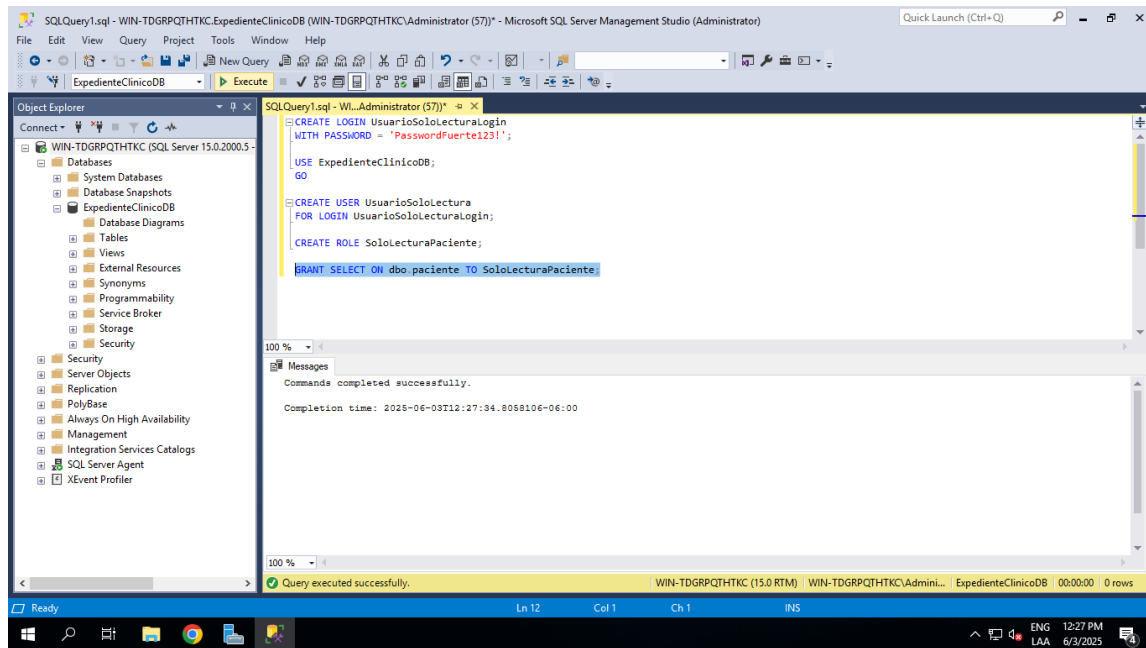 SQLQuery1.sql - WIN-TDGRPQTHTKC.ExpedienteClinicoDB (WIN-TDGRPQTHTKC\Administrator (57))* - Microsoft SQL Server Management Studio (Administrator)
Quick Launch (Ctrl+Q)
File Edit View Query Project Tools Window Help
New Query
ExpedienteClinicoDB
Execute
Object Explorer
Connect
WIN-TDGRPQTHTKC (SQL Server 15.0.2000.5 -
Databases
System Databases
Database Snapshots
ExpedienteClinicoDB
Database Diagrams
Tables
Views
External Resources
Synonyms
Programmability
Service Broker
Storage
Security
Security
Server Objects
Replication
PolyBase
Always On High Availability
Management
Integration Services Catalogs
SQL Server Agent
XEvent Profiler
SQLQuery1.sql - WI...Administrator (57))*
CREATE LOGIN UsuarioSoloLecturaLogin
WITH PASSWORD = 'PasswordFuerte123!';
USE ExpedienteClinicoDB;
GO
CREATE USER UsuarioSoloLectura
FOR LOGIN UsuarioSoloLecturaLogin;
CREATE ROLE SoloLecturaPaciente;
GRANT SELECT ON dbo.paciente TO SoloLecturaPaciente;
100 %
Messages
Commands completed successfully.
Completion time: 2025-06-03T12:27:34.8058106-06:00
100 %
Query executed successfully.
WIN-TDGRPQTHTKC (15.0 RTM) WIN-TDGRPQTHTKC\Admini... ExpedienteClinicoDB 00:00:00 0 rows
Ready
Ln 12 Col 1 Ch 1 INS
ENG 12:27 PM
LAA 6/3/2025
4